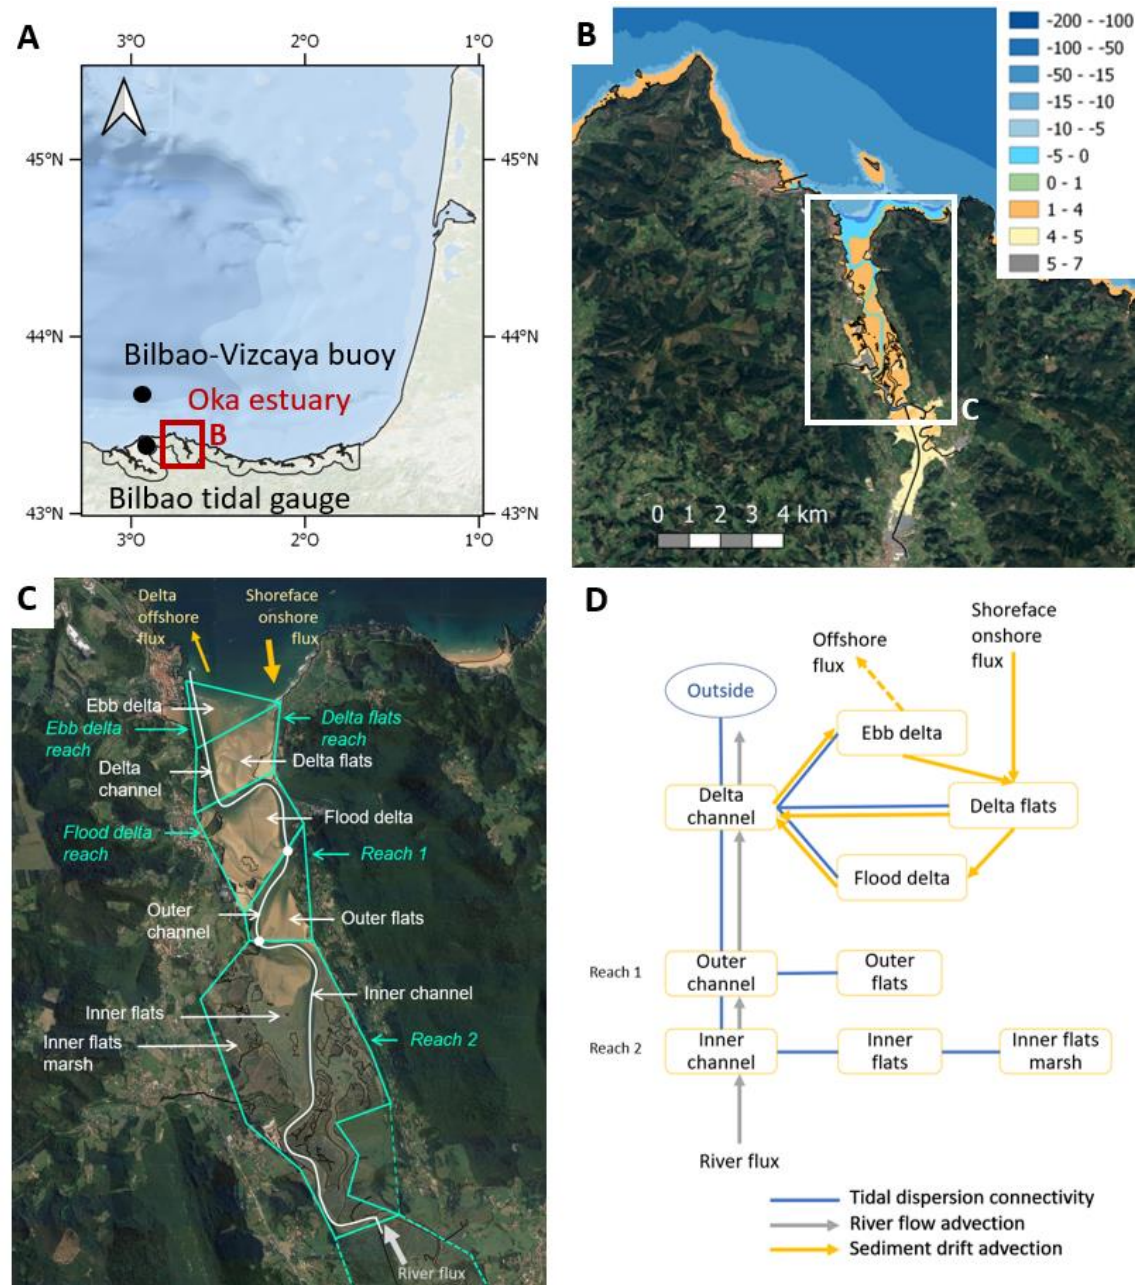 A
3°O
2°O
1°O
45°N
45°N
44°N
44°N
Bilbao-Vizcaya buoy
Oka estuary
B
Bilbao tidal gauge
43°N
43°N
3°O
2°O
1°O
B
-200 - -100
-100 - -50
-50 - -15
-15 - -10
-10 - -5
-5 - 0
0 - 1
1 - 4
4 - 5
5 - 7
C
0 1 2 3 4 km
C
Delta
offshore
flux
Shoreface
onshore
flux
Ebb delta
Ebb delta
reach
Delta flats
reach
Delta
channel
Delta flats
Flood delta
Flood delta
reach
Reach 1
Outer
channel
Outer flats
Inner channel
Inner flats
Inner flats
marsh
Reach 2
River flux
D
Shoreface
onshore
flux
Offshore
flux
Outside
Ebb delta
Delta
channel
Delta flats
Flood delta
Reach 1
Outer
channel
Outer
flats
Reach 2
Inner
channel
Inner
flats
Inner flats
marsh
River flux
Tidal dispersion connectivity
River flow advection
Sediment drift advection